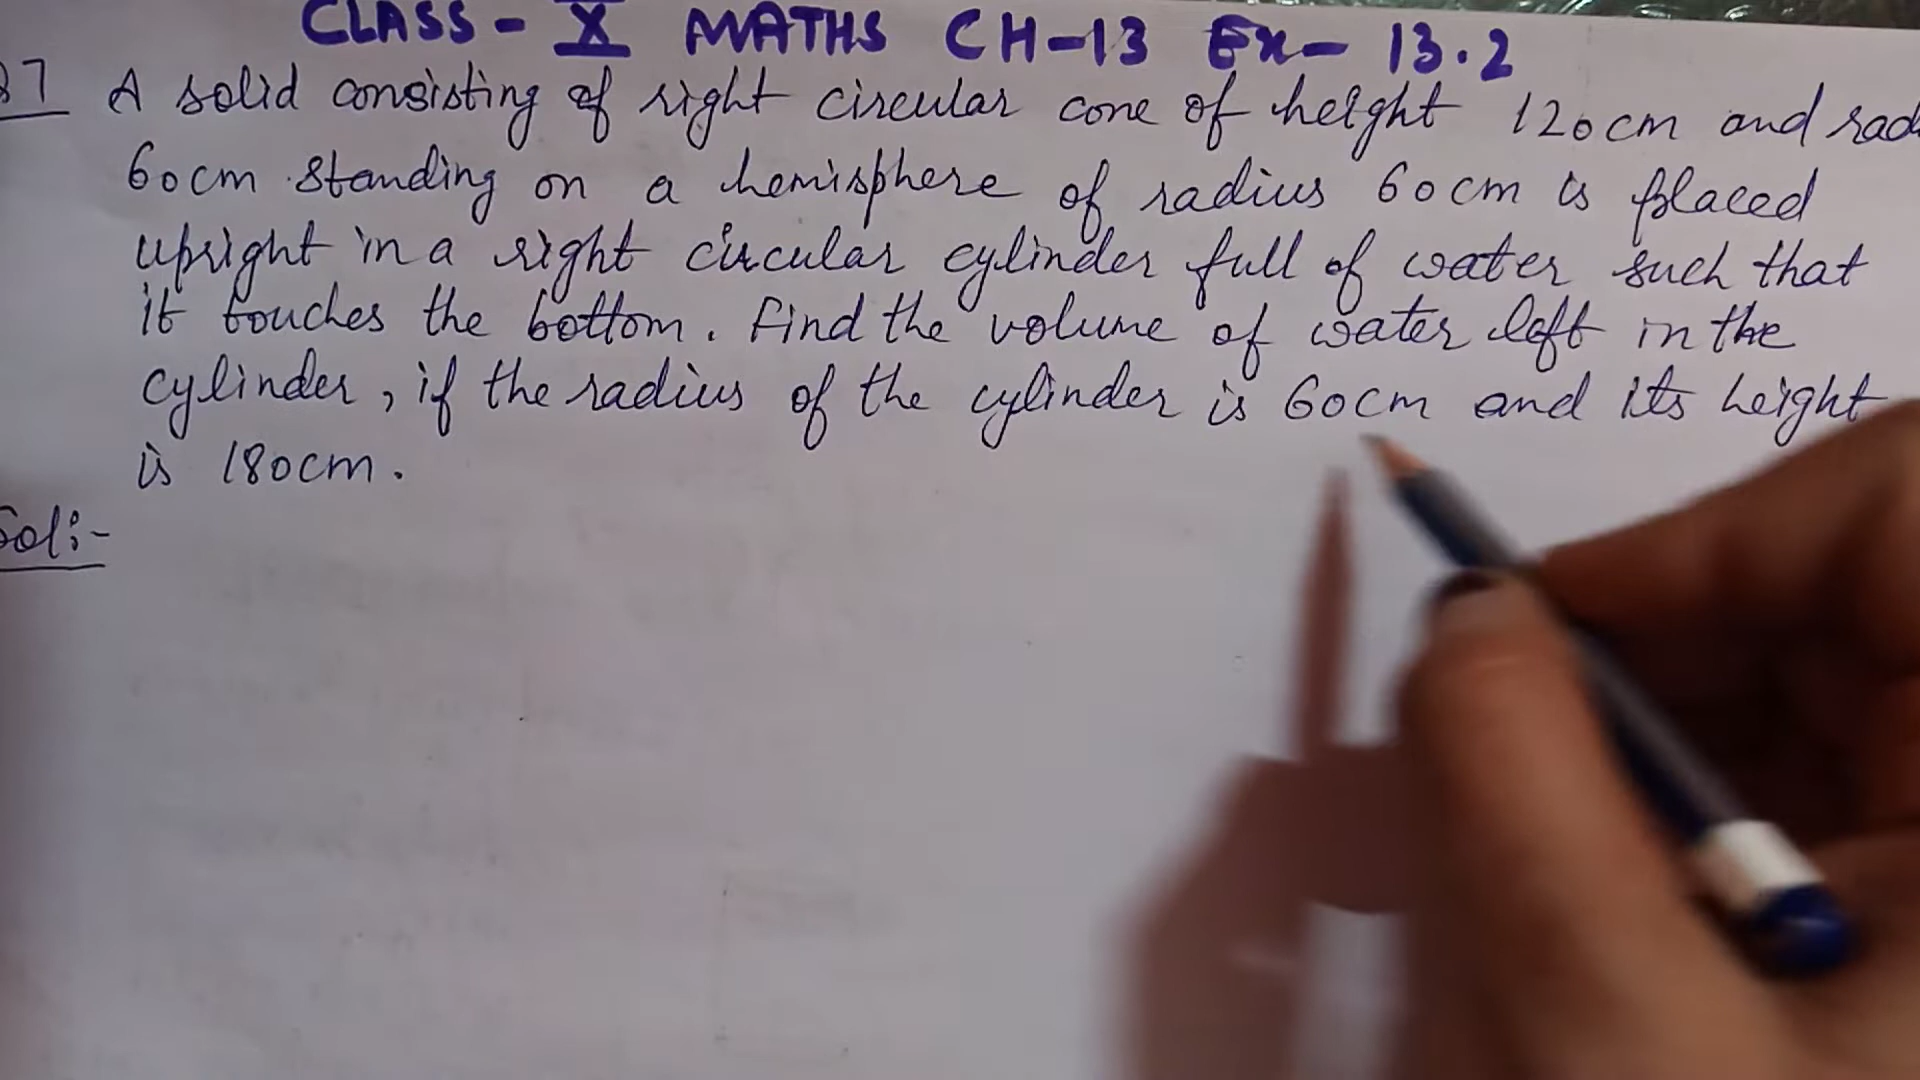 CLASS - X MATHS CH-13 Ex- 13.2
A solid consisting of right circular cone of height 120cm and
60cm standing on a hemisphere of radius 60cm is placed
upright in a right circular cylinder full of water such that
it touches the bottom. Find the volume of water left in the
cylinder, if the radius of the cylinder is 60cm and its height
is 180cm.
Sol:-